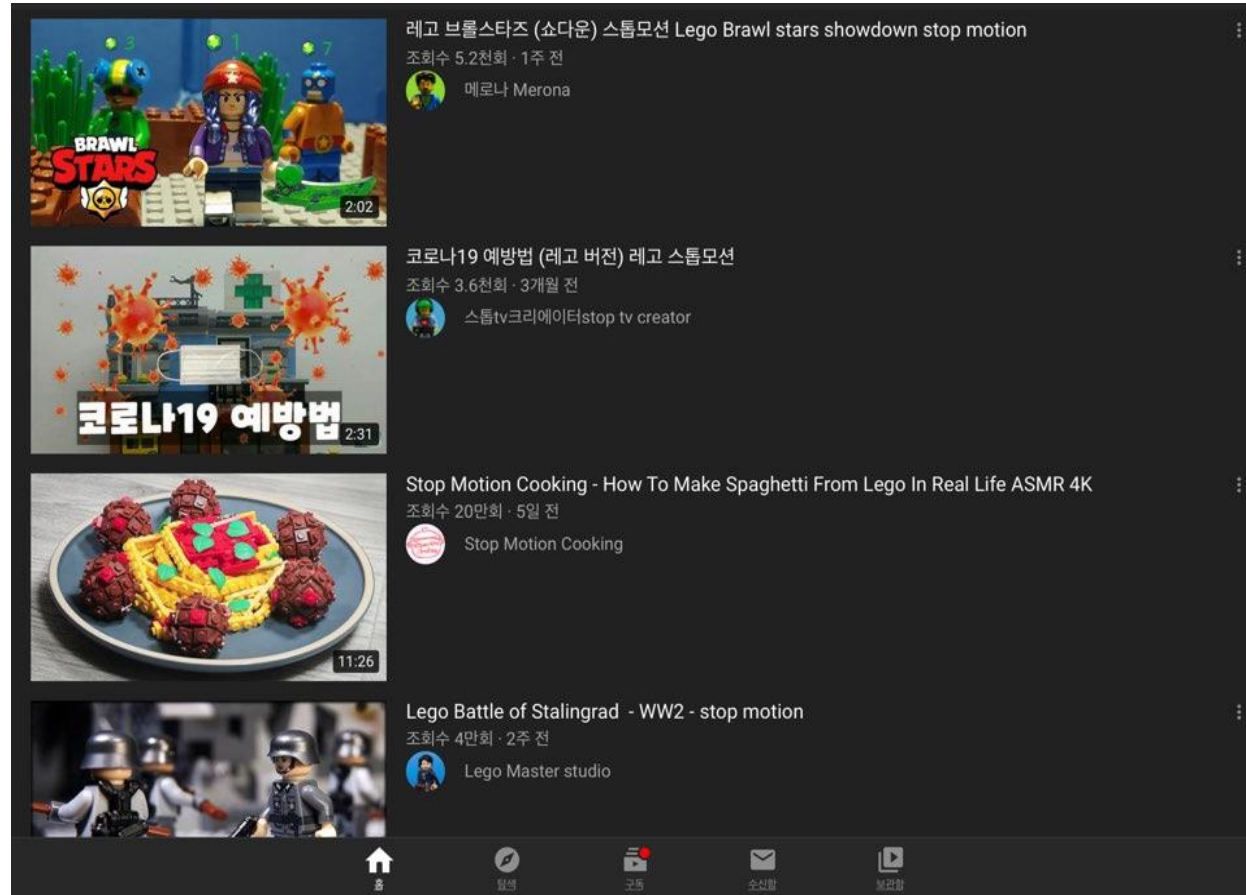 3
1
7
BRAWL
STARS
2:02
레고 브롤스타즈 (쇼다운) 스톱모션 Lego Brawl stars showdown stop motion
조회수 5.2천회 · 1주 전
메로나 Merona
코로나19 예방법
2:31
코로나19 예방법 (레고 버전) 레고 스톱모션
조회수 3.6천회 · 3개월 전
스톱tv크리에이터stop tv creator
11:26
Stop Motion Cooking - How To Make Spaghetti From Lego In Real Life ASMR 4K
조회수 20만회 · 5일 전
Stop Motion Cooking
Lego Battle of Stalingrad - WW2 - stop motion
조회수 4만회 · 2주 전
Lego Master studio
홈 탐색 구독 수신함 보관함